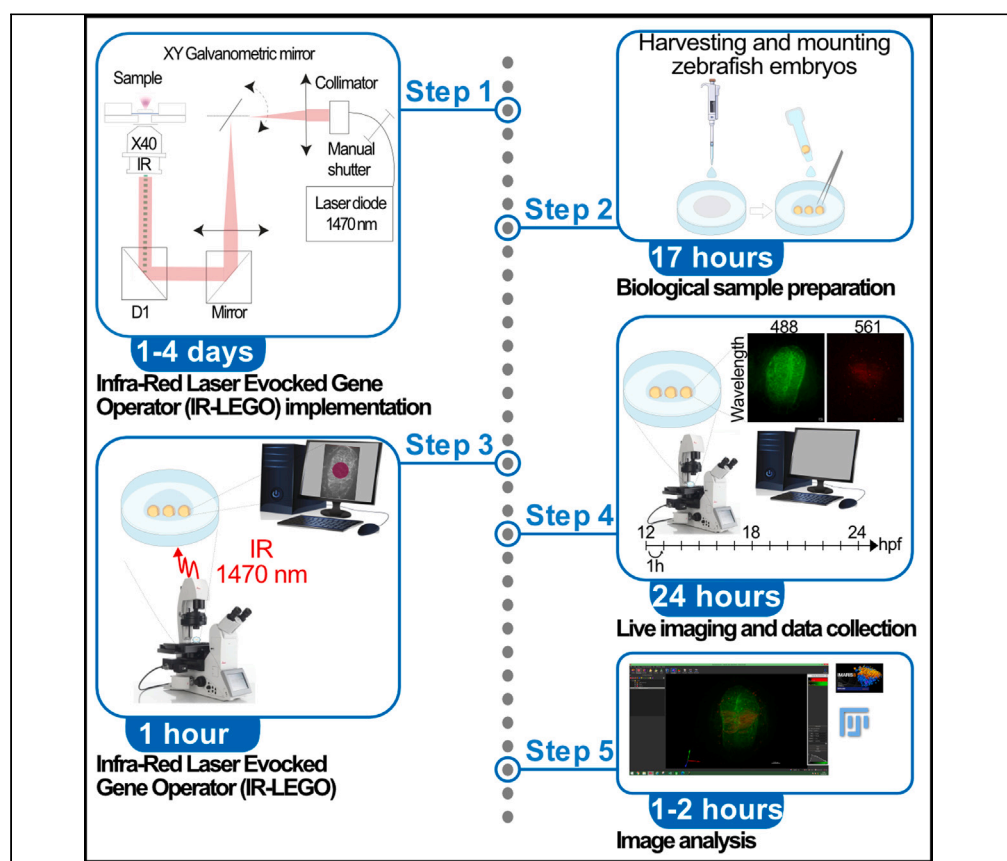 XY Galvanometric mirror
Sample
Collimator
X40
IR
Manual
shutter
Laser diode
1470 nm
D1
Mirror
Step 1
1-4 days
Infra-Red Laser Evoked Gene
Operator (IR-LEGO) implementation
Harvesting and mounting
zebrafish embryos
Step 2
17 hours
Biological sample preparation
Step 3
IR
1470 nm
1 hour
Infra-Red Laser Evoked
Gene Operator (IR-LEGO)
488 561
Wavelength
Step 4
12 18 24 hpf
1h
24 hours
Live imaging and data collection
Step 5
IMARIS
1-2 hours
Image analysis